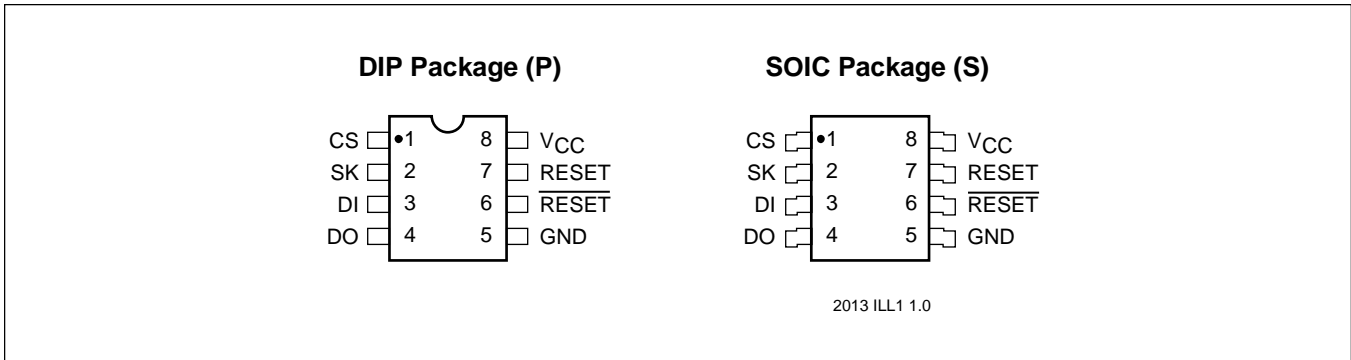 DIP Package (P)
CS 1 8 VCC
SK 2 7 RESET
DI 3 6 RESET
DO 4 5 GND
SOIC Package (S)
CS 1 8 VCC
SK 2 7 RESET
DI 3 6 RESET
DO 4 5 GND
2013 ILL1 1.0